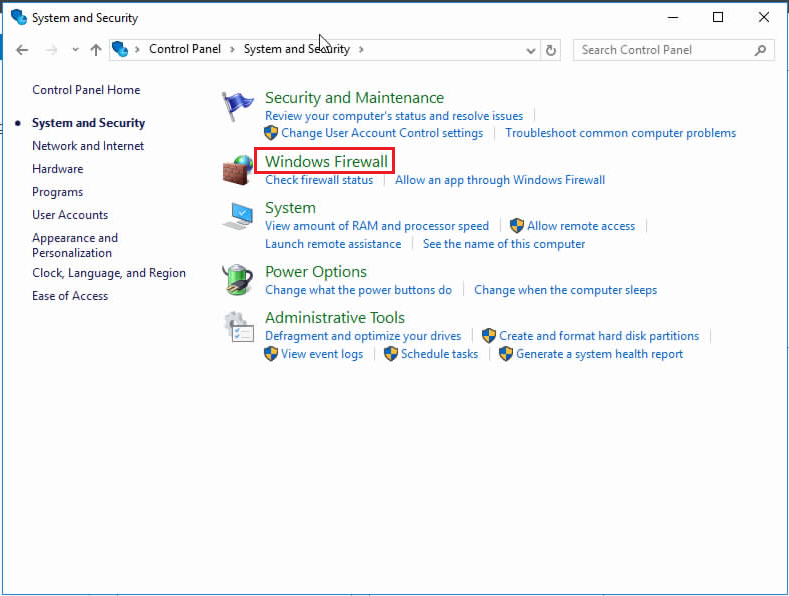 System and Security
Control Panel > System and Security >
Search Control Panel
Control Panel Home
System and Security
Network and Internet
Hardware
Programs
User Accounts
Appearance and
Personalization
Clock, Language, and Region
Ease of Access
Security and Maintenance
Review your computer's status and resolve issues
Change User Account Control settings | Troubleshoot common computer problems
Windows Firewall
Check firewall status | Allow an app through Windows Firewall
System
View amount of RAM and processor speed | Allow remote access
Launch remote assistance | See the name of this computer
Power Options
Change what the power buttons do | Change when the computer sleeps
Administrative Tools
Defragment and optimize your drives | Create and format hard disk partitions
View event logs | Schedule tasks | Generate a system health report